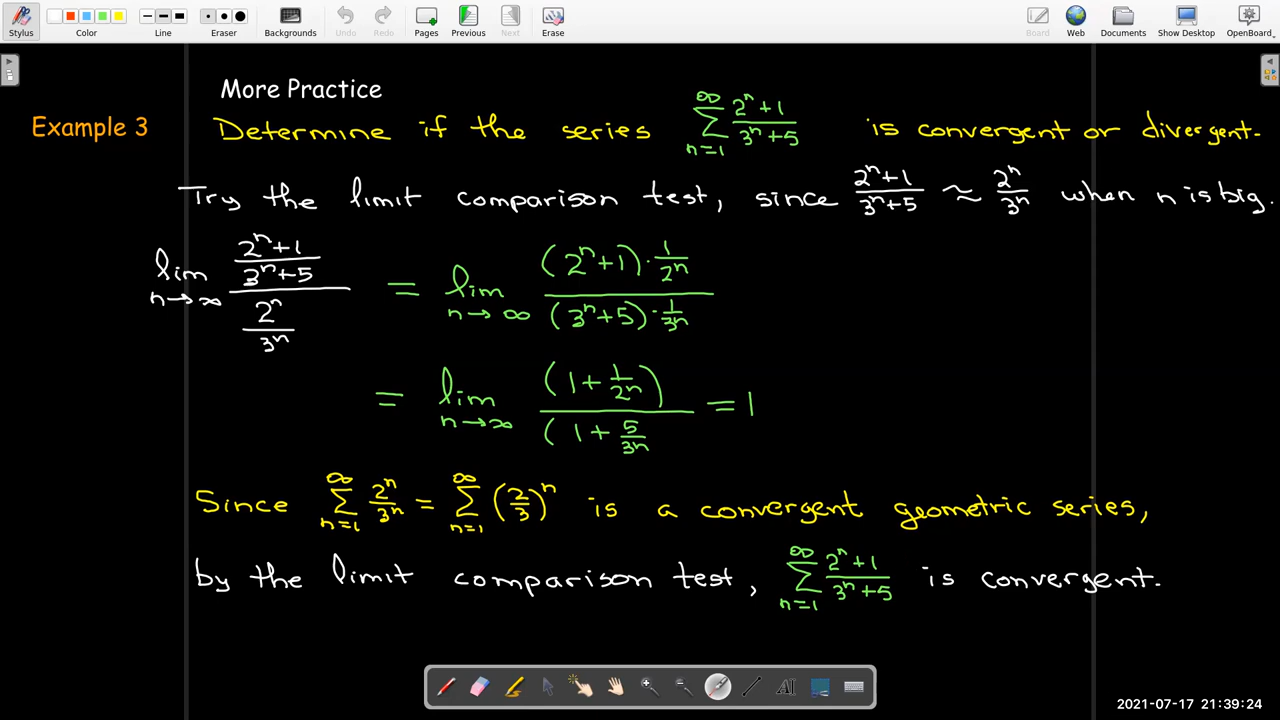 Stylus Color Line Eraser Backgrounds Undo Redo Pages Previous Next Erase Board Web Documents Show Desktop OpenBoard
More Practice
Example 3 Determine if the series ∑_{n=1}^{∞} (2^n+1)/(3^n+5) is convergent or divergent.
Try the limit comparison test, since (2^n+1)/(3^n+5) ≈ 2^n/3^n when n is big.
lim_{n→∞} ((2^n+1)/(3^n+5))/(2^n/3^n) = lim_{n→∞} ((2^n+1)·1/2^n)/((3^n+5)·1/3^n)
= lim_{n→∞} (1+1/2^n)/(1+5/3^n = 1
Since ∑_{n=1}^{∞} 2^n/3^n = ∑_{n=1}^{∞} (2/3)^n is a convergent geometric series,
by the limit comparison test, ∑_{n=1}^{∞} (2^n+1)/(3^n+5) is convergent.
2021-07-17 21:39:24